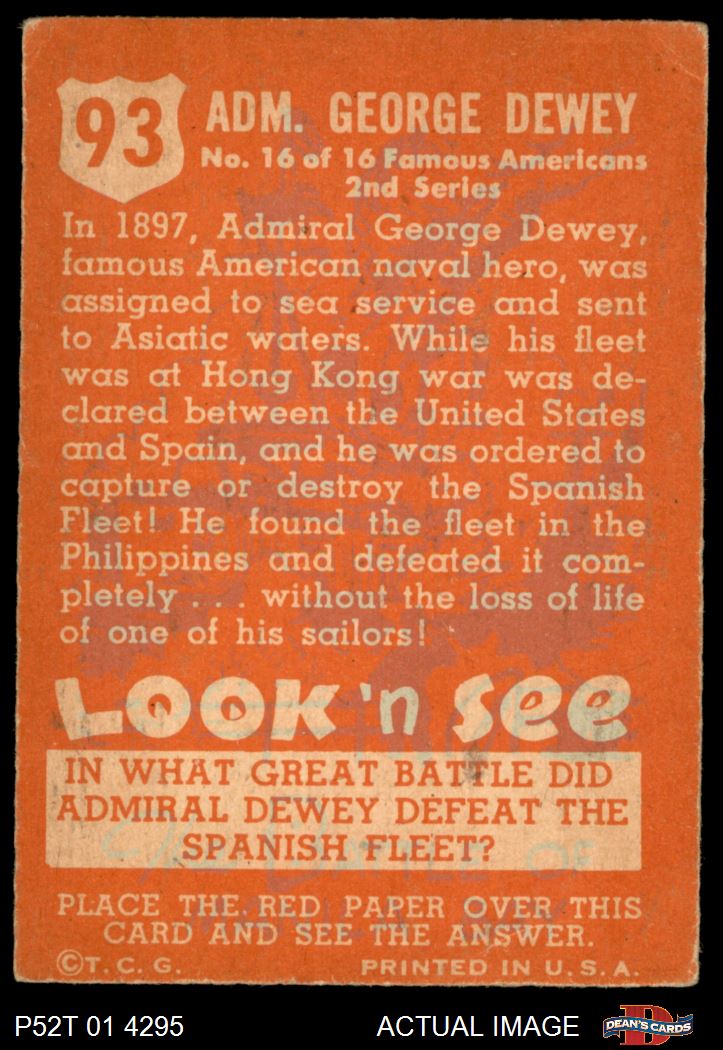 93
ADM. GEORGE DEWEY
No. 16 of 16 Famous Americans
2nd Series
In 1897, Admiral George Dewey,
famous American naval hero, was
assigned to sea service and sent
to Asiatic waters. While his fleet
was at Hong Kong war was de-
clared between the United States
and Spain, and he was ordered to
capture or destroy the Spanish
Fleet! He found the fleet in the
Philippines and defeated it com-
pletely . . . without the loss of life
of one of his sailors!
LOOK 'n SEE
IN WHAT GREAT BATTLE DID
ADMIRAL DEWEY DEFEAT THE
SPANISH FLEET?
The BATTLE OF
PLACE THE RED PAPER OVER THIS
CARD AND SEE THE ANSWER.
©T. C. G.
PRINTED IN U. S. A.
P52T 01 4295
ACTUAL IMAGE
DEAN'S CARDS